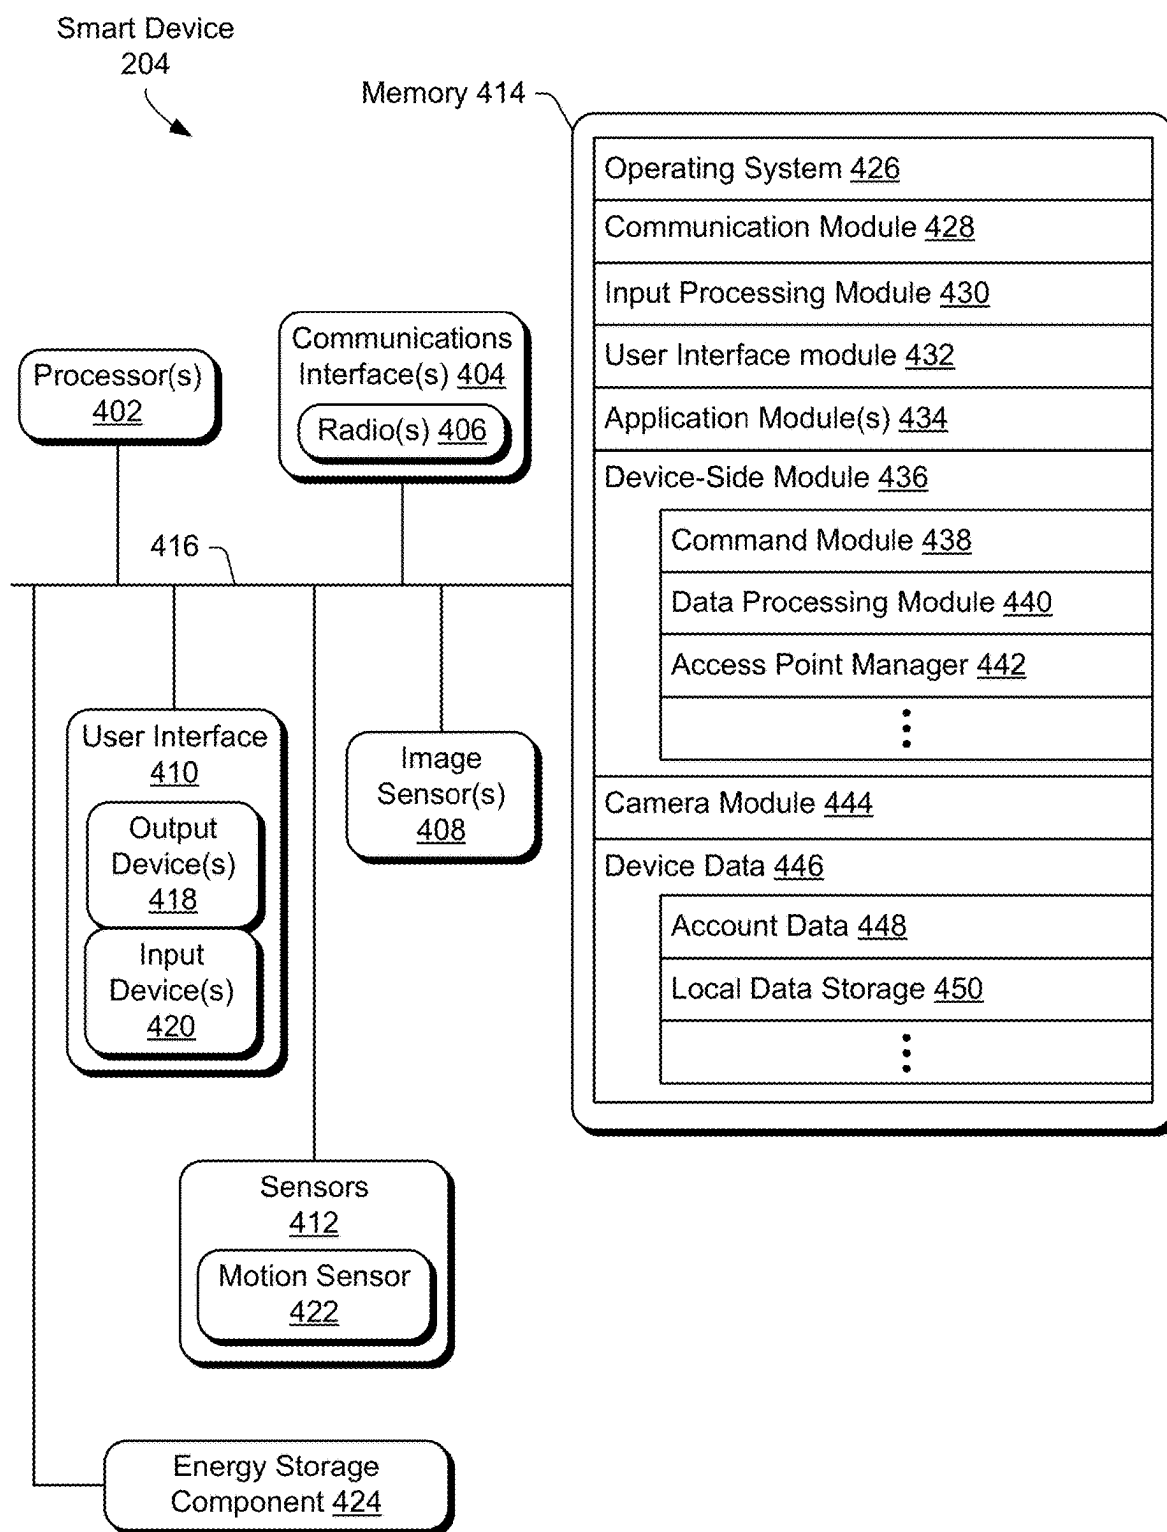 Smart Device
204
Memory 414
Operating System 426
Communication Module 428
Input Processing Module 430
User Interface module 432
Application Module(s) 434
Device-Side Module 436
Command Module 438
Data Processing Module 440
Access Point Manager 442
Camera Module 444
Device Data 446
Account Data 448
Local Data Storage 450
Processor(s)
402
Communications
Interface(s) 404
Radio(s) 406
416
User Interface
410
Output
Device(s)
418
Input
Device(s)
420
Image
Sensor(s)
408
Sensors
412
Motion Sensor
422
Energy Storage
Component 424